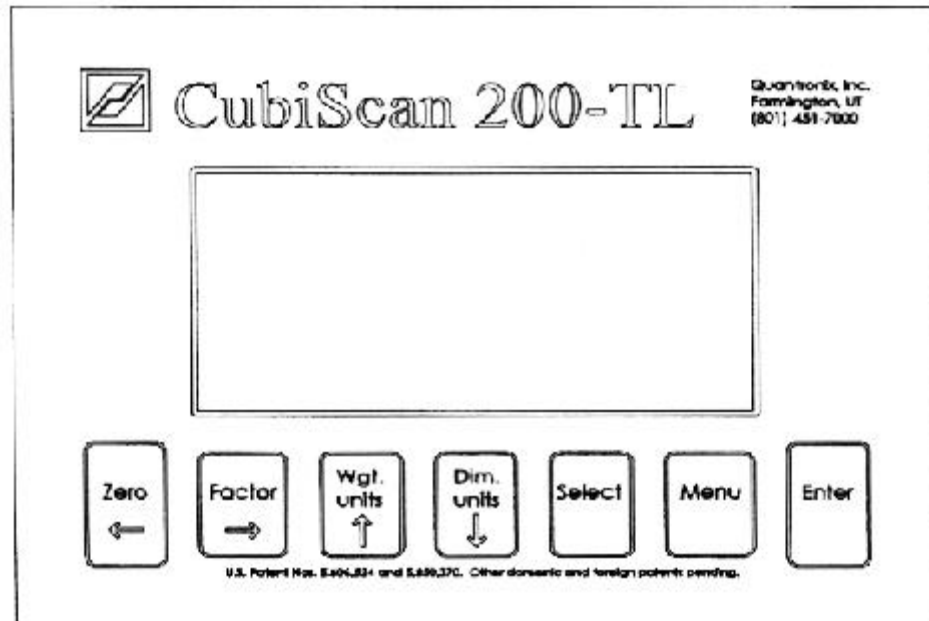 CubiScan 200-TL
Quantronix, Inc.
Farmington, UT
(801) 451-7000
Zero
Factor
Wgt.
units
Dim.
units
Select
Menu
Enter
U.S. Patent Nos. and Other domestic and foreign patents pending.